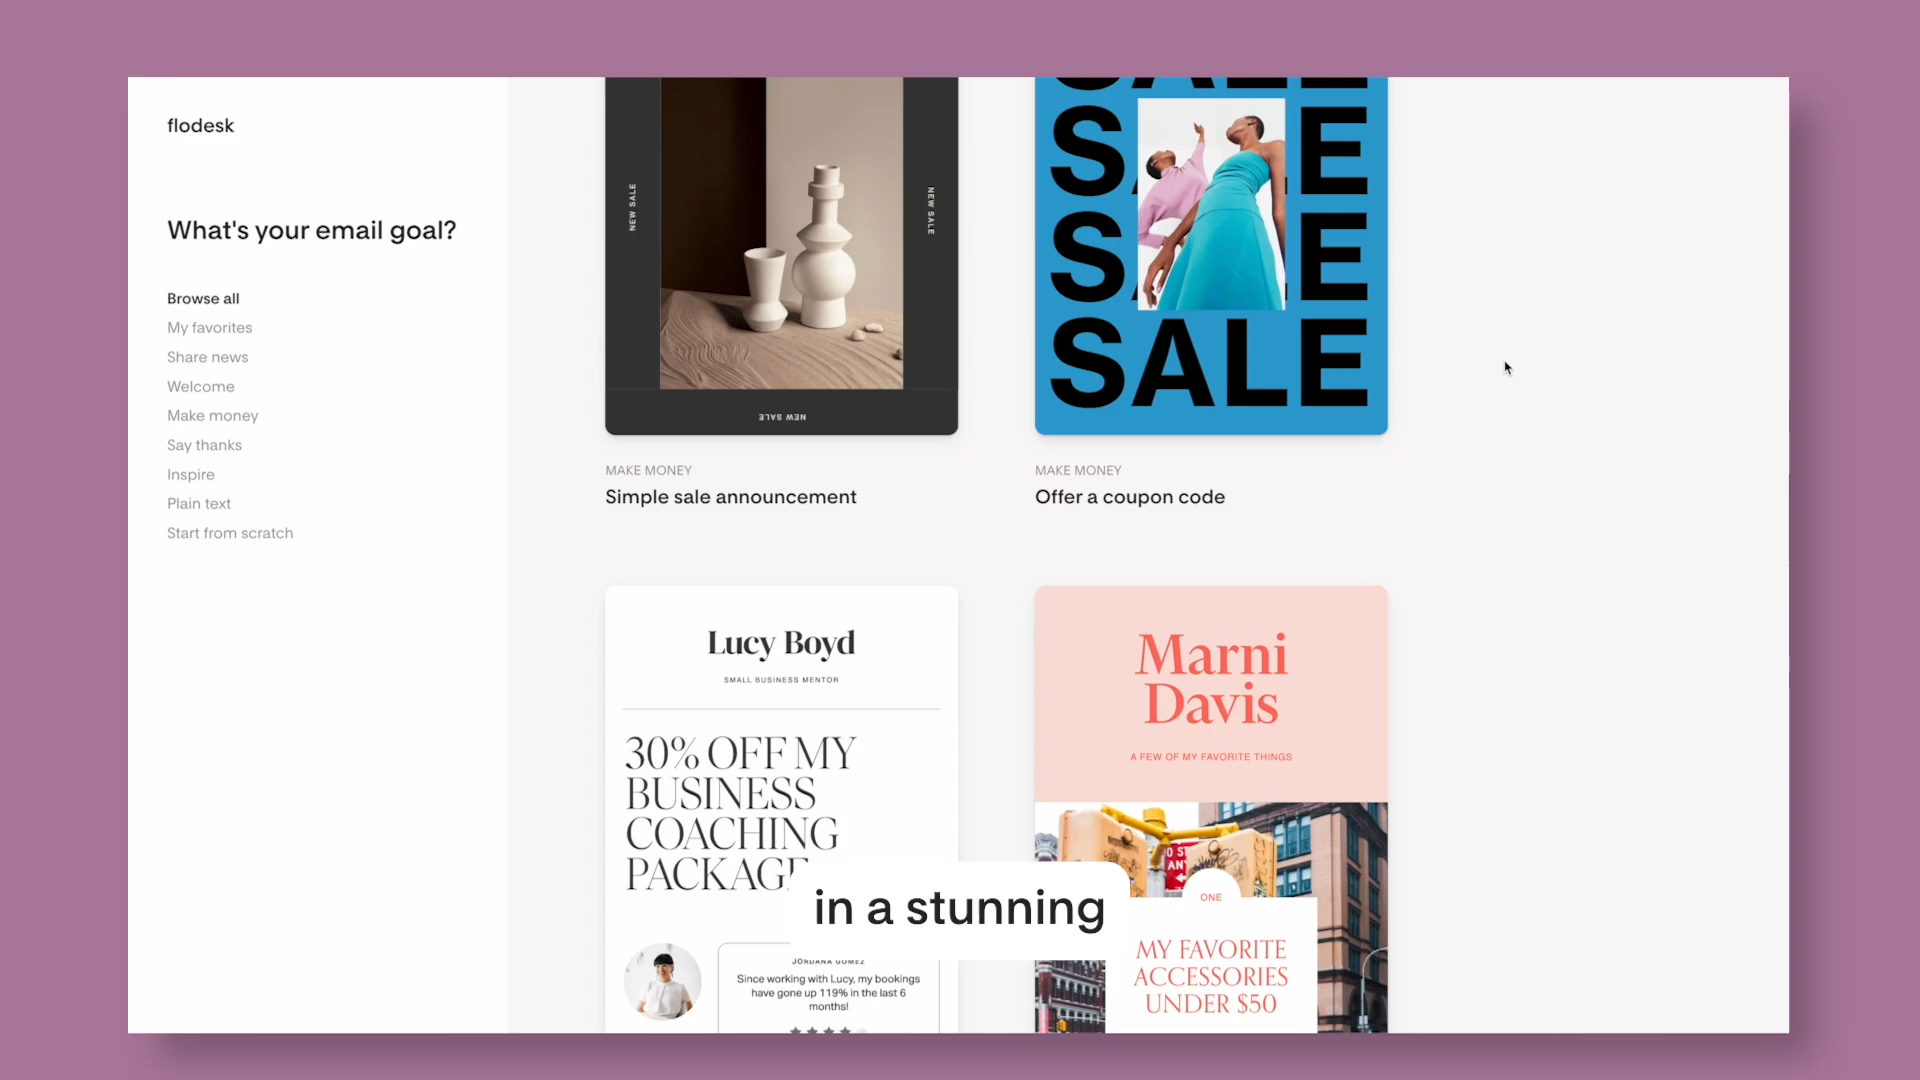 flodesk
What's your email goal?
Browse all
My favorites
Share news
Welcome
Make money
Say thanks
Inspire
Plain text
Start from scratch
NEW SALE
NEW SALE
NEW SALE
MAKE MONEY
Simple sale announcement
SALE
SALE
SALE
SALE
MAKE MONEY
Offer a coupon code
Lucy Boyd
SMALL BUSINESS MENTOR
30% OFF MY
BUSINESS
COACHING
PACKAGE
JORDANA GOMEZ
Since working with Lucy, my bookings
have gone up 119% in the last 6
months!
Marni
Davis
A FEW OF MY FAVORITE THINGS
ONE
MY FAVORITE
ACCESSORIES
UNDER $50
in a stunning